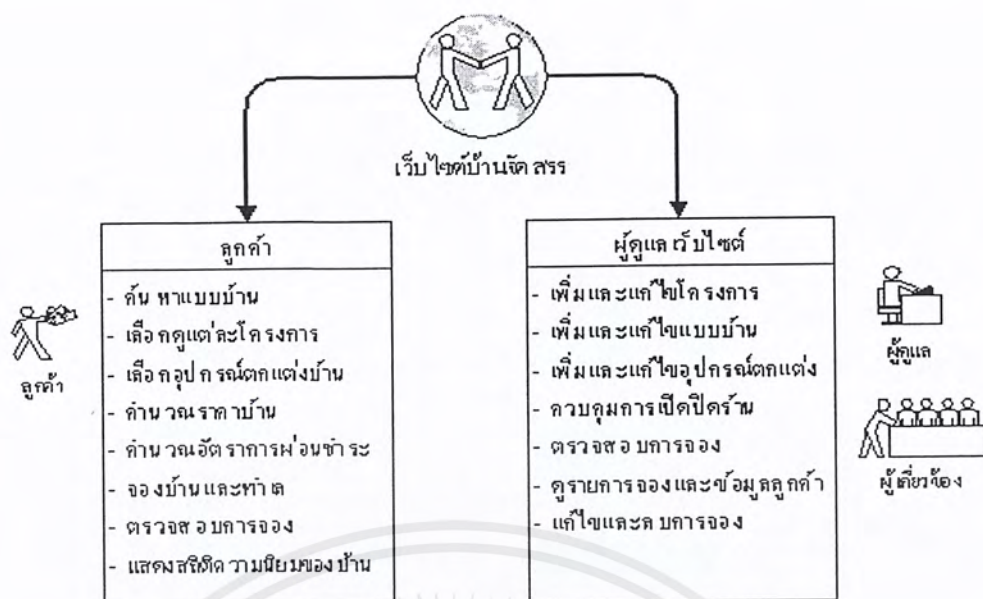 เว็บไซต์บ้านจัดสรร
ลูกค้า
- ค้นหาแบบบ้าน
- เลือกดูแต่ละโครงการ
- เลือกอุปกรณ์ตกแต่งบ้าน
- คำนวณราคาบ้าน
- คำนวณอัตราการผ่อนชำระ
- จองบ้านและทำเล
- ตรวจสอบการจอง
- แสดงสถิติความนิยมของบ้าน
ลูกค้า
ผู้ดูแลเว็บไซต์
- เพิ่มและแก้ไขโครงการ
- เพิ่มและแก้ไขแบบบ้าน
- เพิ่มและแก้ไขอุปกรณ์ตกแต่ง
- ควบคุมการเปิดปิดร้าน
- ตรวจสอบการจอง
- ดูรายการจองและข้อมูลลูกค้า
- แก้ไขและลบการจอง
ผู้ดูแล
ผู้เกี่ยวข้อง